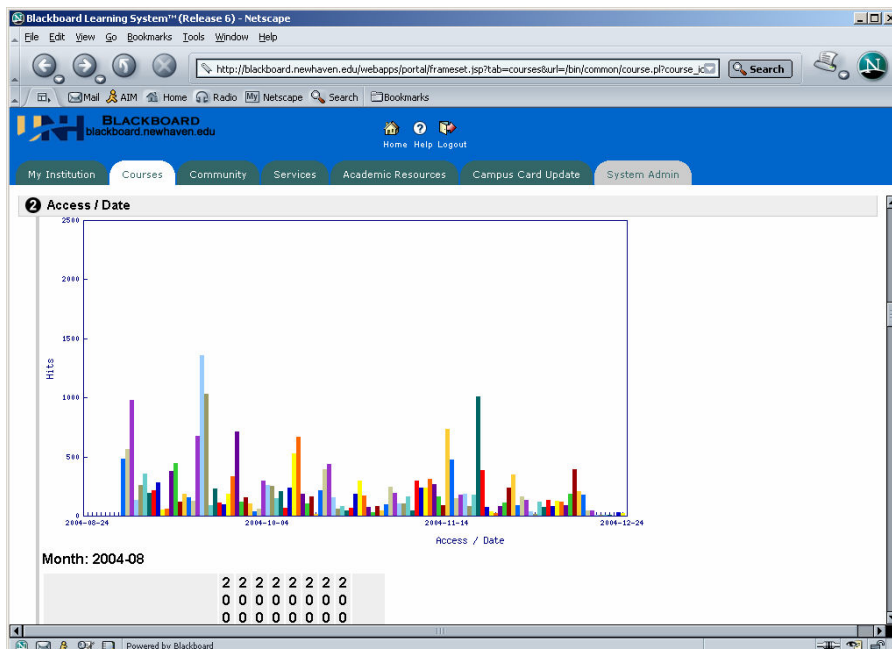 Blackboard Learning System™ (Release 6) - Netscape
File Edit View Go Bookmarks Tools Window Help
http://blackboard.newhaven.edu/webapps/portal/frameset.jsp?tab=courses&url=/bin/common/course.pl?course_ic
Search
Mail AIM Home Radio My Netscape Search Bookmarks
UNH BLACKBOARD
blackboard.newhaven.edu
Home Help Logout
My Institution Courses Community Services Academic Resources Campus Card Update System Admin
2 Access / Date
2500
2000
1500
Hits
1000
500
0
2004-08-24 2004-10-04 2004-11-14 2004-12-24
Access / Date
Month: 2004-08
2 2 2 2 2 2 2 2
0 0 0 0 0 0 0 0
0 0 0 0 0 0 0 0
Powered by Blackboard